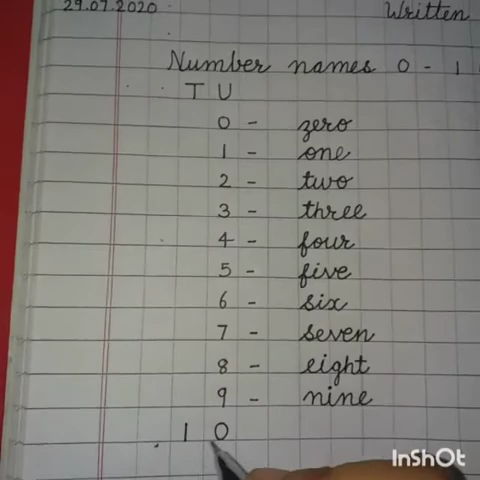 29.07.2020 Written
Number names 0 - 1
T U
0 - zero
1 - one
2 - two
3 - three
4 - four
5 - five
6 - six
7 - seven
8 - eight
9 - nine
1 0
InShOt